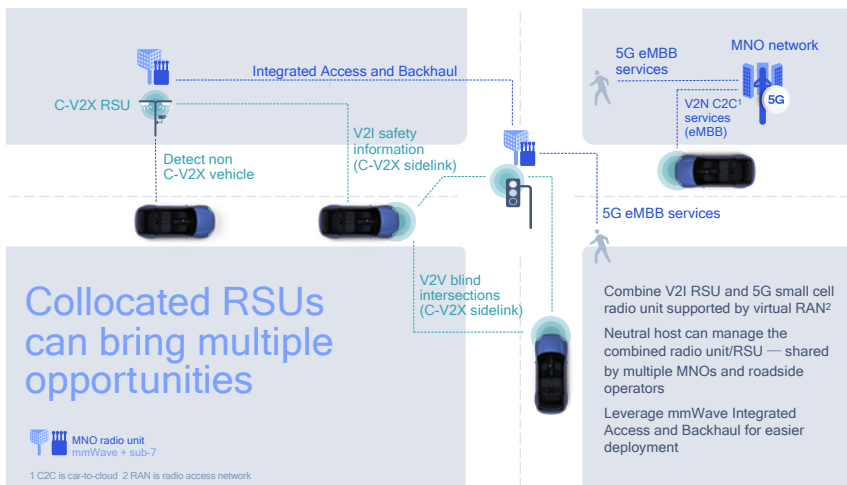 Integrated Access and Backhaul
C-V2X RSU
Detect non
C-V2X vehicle
V2I safety
information
(C-V2X sidelink)
5G eMBB
services
MNO network
5G
V2N C2C¹
services
(eMBB)
5G eMBB services
V2V blind
intersections
(C-V2X sidelink)
Collocated RSUs
can bring multiple
opportunities
MNO radio unit
mmWave + sub-7
1 C2C is car-to-cloud 2 RAN is radio access network
Combine V2I RSU and 5G small cell
radio unit supported by virtual RAN²
Neutral host can manage the
combined radio unit/RSU — shared
by multiple MNOs and roadside
operators
Leverage mmWave Integrated
Access and Backhaul for easier
deployment